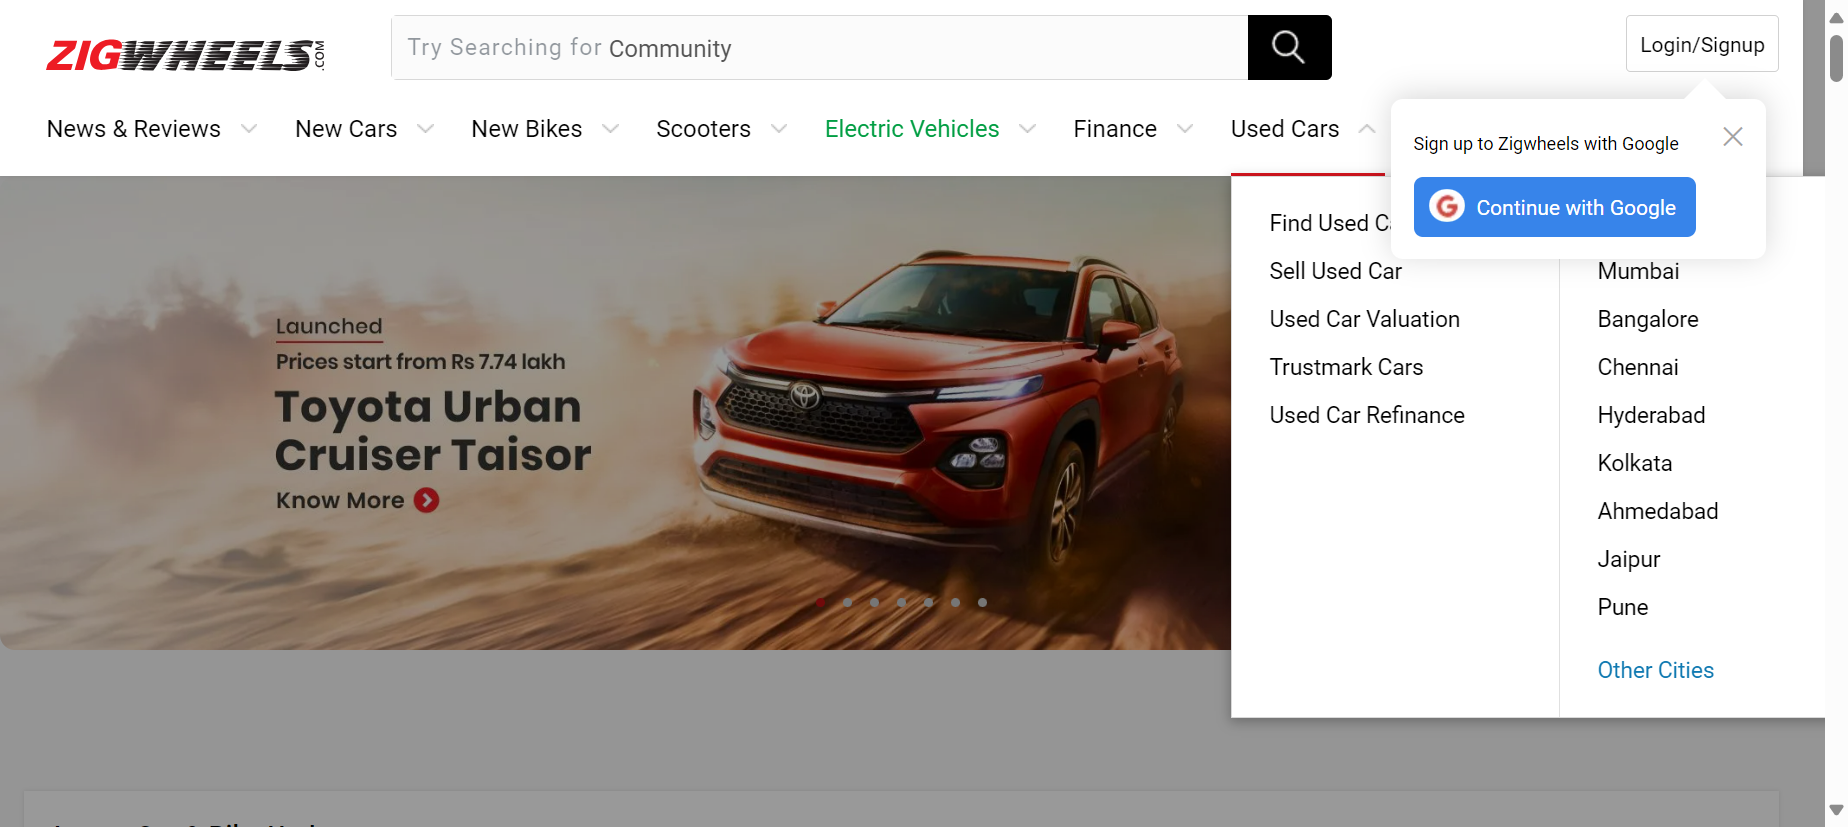 ZIGWHEELS.COM
Try Searching for Community
Login/Signup
News & Reviews
New Cars
New Bikes
Scooters
Electric Vehicles
Finance
Used Cars
Sign up to Zigwheels with Google
Continue with Google
Find Used
Sell Used Car
Used Car Valuation
Trustmark Cars
Used Car Refinance
Mumbai
Bangalore
Chennai
Hyderabad
Kolkata
Ahmedabad
Jaipur
Pune
Other Cities
Launched
Prices start from Rs 7.74 lakh
Toyota Urban
Cruiser Taisor
Know More